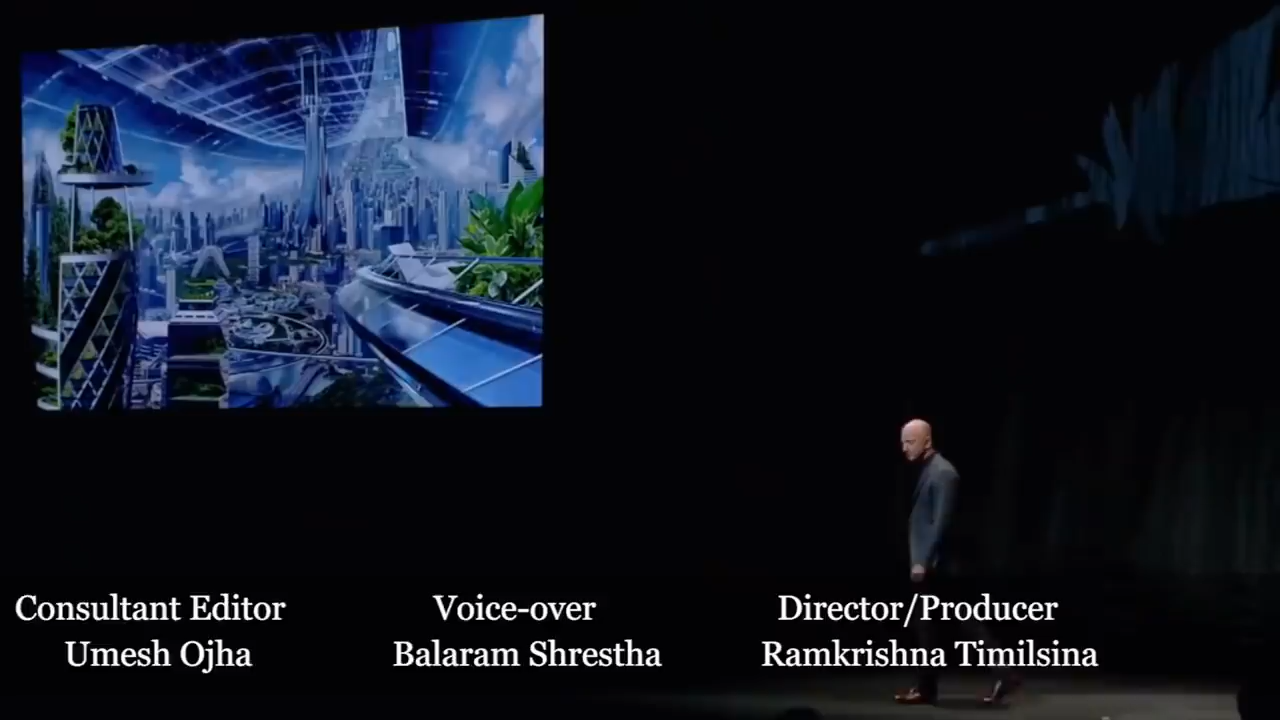 Consultant Editor
Umesh Ojha
Voice-over
Balaram Shrestha
Director/Producer
Ramkrishna Timilsina